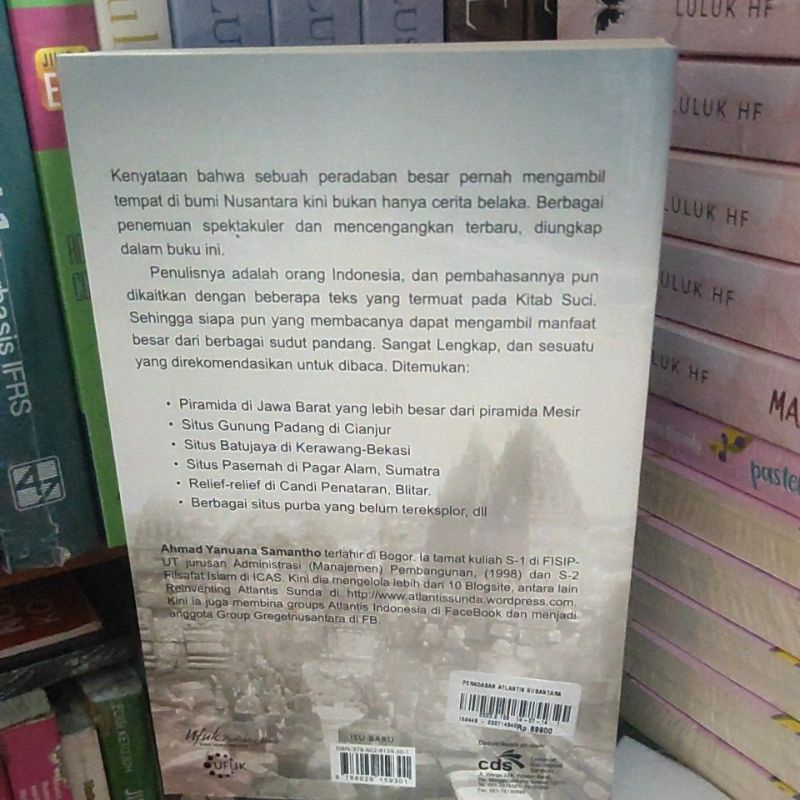 LULUK HF
LULUK HF
LULUK HF
LULUK HF
LUK HF
MA
paste
basis IFRS
Kenyataan bahwa sebuah peradaban besar pernah mengambil
tempat di bumi Nusantara kini bukan hanya cerita belaka. Berbagai
penemuan spektakuler dan mencengangkan terbaru, diungkap
dalam buku ini.
Penulisnya adalah orang Indonesia, dan pembahasannya pun
dikaitkan dengan beberapa teks yang termuat pada Kitab Suci.
Sehingga siapa pun yang membacanya dapat mengambil manfaat
besar dari berbagai sudut pandang. Sangat Lengkap, dan sesuatu
yang direkomendasikan untuk dibaca. Ditemukan:
• Piramida di Jawa Barat yang lebih besar dari piramida Mesir
• Situs Gunung Padang di Cianjur
• Situs Batujaya di Kerawang-Bekasi
• Situs Pasemah di Pagar Alam, Sumatra
• Relief-relief di Candi Penataran, Blitar.
• Berbagai situs purba yang belum tereksplor, dll
Ahmad Yanuana Samantho terlahir di Bogor. Ia tamat kuliah S-1 di FISIP-
UT jurusan Administrasi (Manajemen) Pembangunan, (1998) dan S-2
Filsafat Islam di ICAS. Kini dia mengelola lebih dari 10 Blogsite, antara lain
Reinventing Atlantis Sunda di http://www.atlantissunda.wordpress.com.
Kini ia juga membina groups Atlantis Indonesia di FaceBook dan menjadi
anggota Group Gregetnusantara di FB.
PERADABAN ATLANTIS NUSANTARA
Rp 89900
ISU BARU
UFUK
9 786029 159301
cds